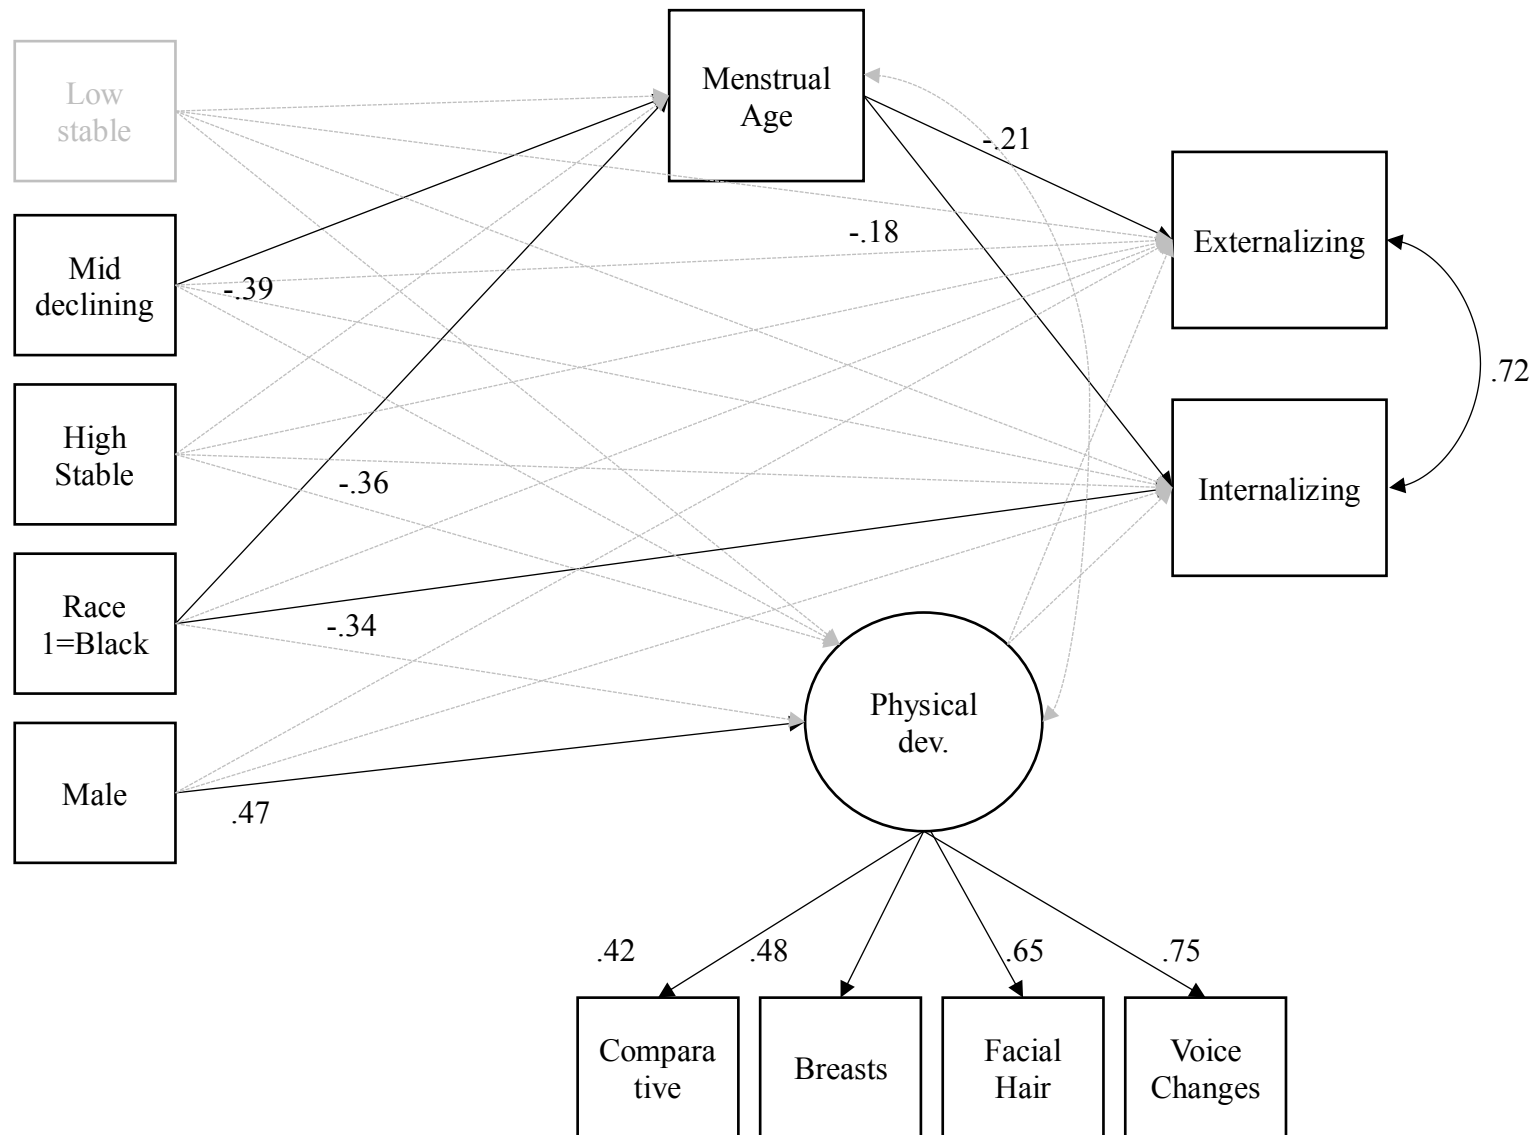 Low
stable
Menstrual
Age
-.21
-.18
Externalizing
Mid
declining
-.39
.72
High
Stable
-.36
Internalizing
Race
1=Black
-.34
Physical
dev.
Male
.47
.42
.48
.65
.75
Compara
tive
Breasts
Facial
Hair
Voice
Changes